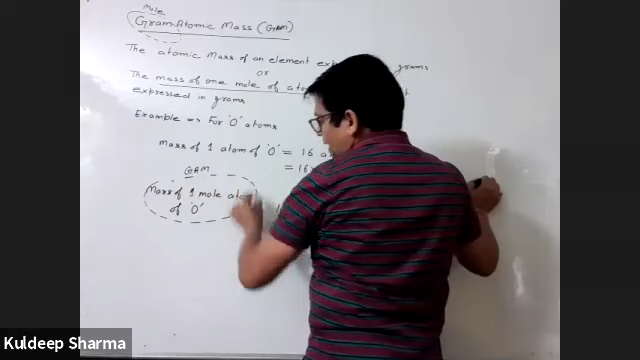 Mole
Gram Atomic Mass (GAM)
The atomic Mass of an element grams
or
The mass of one mole of
expressed in grams
Example => For 'O' atoms
mass of 1 atom of 'O' = 16
= 16
GAM
Mass of 1 mole
of 'O'
Kuldeep Sharma